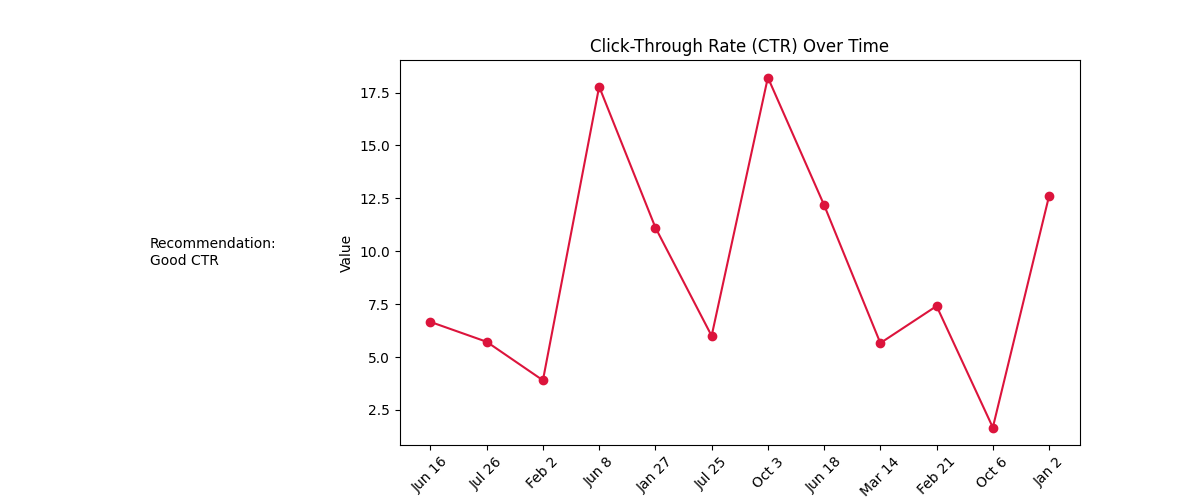 Click-Through Rate (CTR) Over Time
Recommendation:
Good CTR
Value
17.5
15.0
12.5
10.0
7.5
5.0
2.5
Jun 16
Jul 26
Feb 2
Jun 8
Jan 27
Jul 25
Oct 3
Jun 18
Mar 14
Feb 21
Oct 6
Jan 2